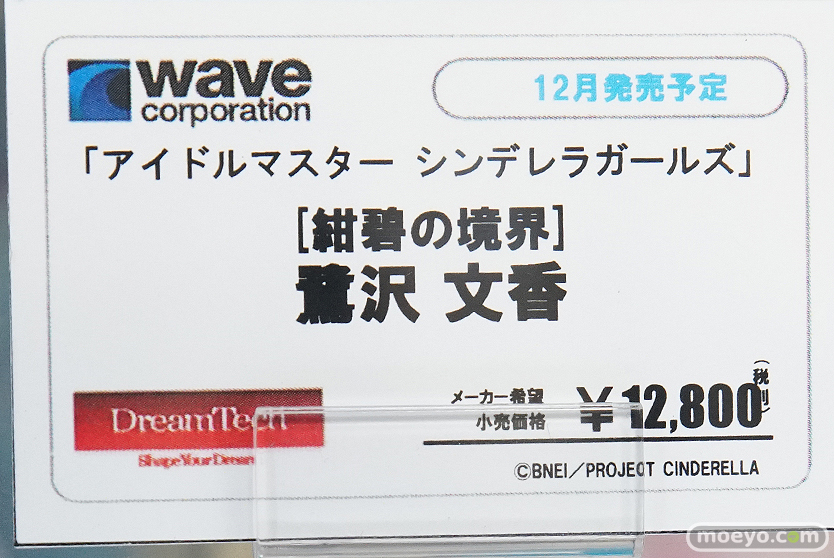 wave
corporation
12月発売予定
「アイドルマスター シンデレラガールズ」
[紺碧の境界]
鷺沢 文香
DreamTech
Shape Your Dream
メーカー希望
小売価格
¥12,800
(税別)
©BNEI／PROJECT CINDERELLA
moeyo.com